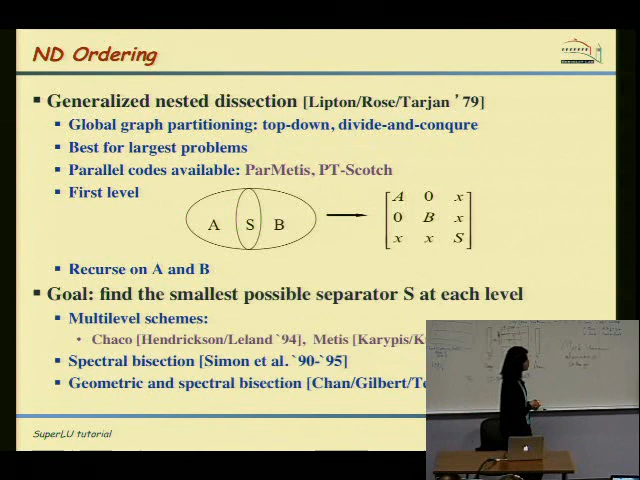 ND Ordering
▪ Generalized nested dissection [Lipton/Rose/Tarjan '79]
▪ Global graph partitioning: top-down, divide-and-conqure
▪ Best for largest problems
▪ Parallel codes available: ParMetis, PT-Scotch
▪ First level
A S B
A 0 x
0 B x
x x S
▪ Recurse on A and B
▪ Goal: find the smallest possible separator S at each level
▪ Multilevel schemes:
• Chaco [Hendrickson/Leland `94], Metis [Karypis/K
▪ Spectral bisection [Simon et al. `90-`95]
▪ Geometric and spectral bisection [Chan/Gilbert/Te
SuperLU tutorial